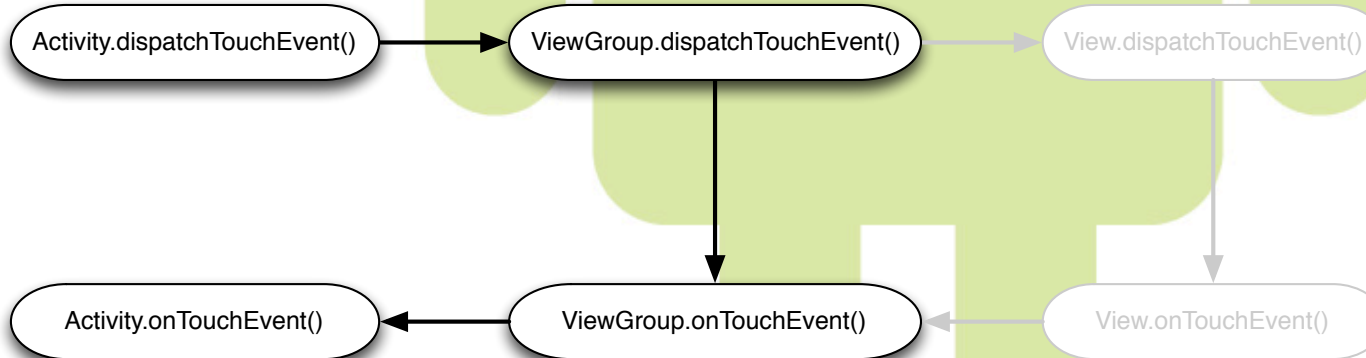 Activity.dispatchTouchEvent()
ViewGroup.dispatchTouchEvent()
View.dispatchTouchEvent()
Activity.onTouchEvent()
ViewGroup.onTouchEvent()
View.onTouchEvent()